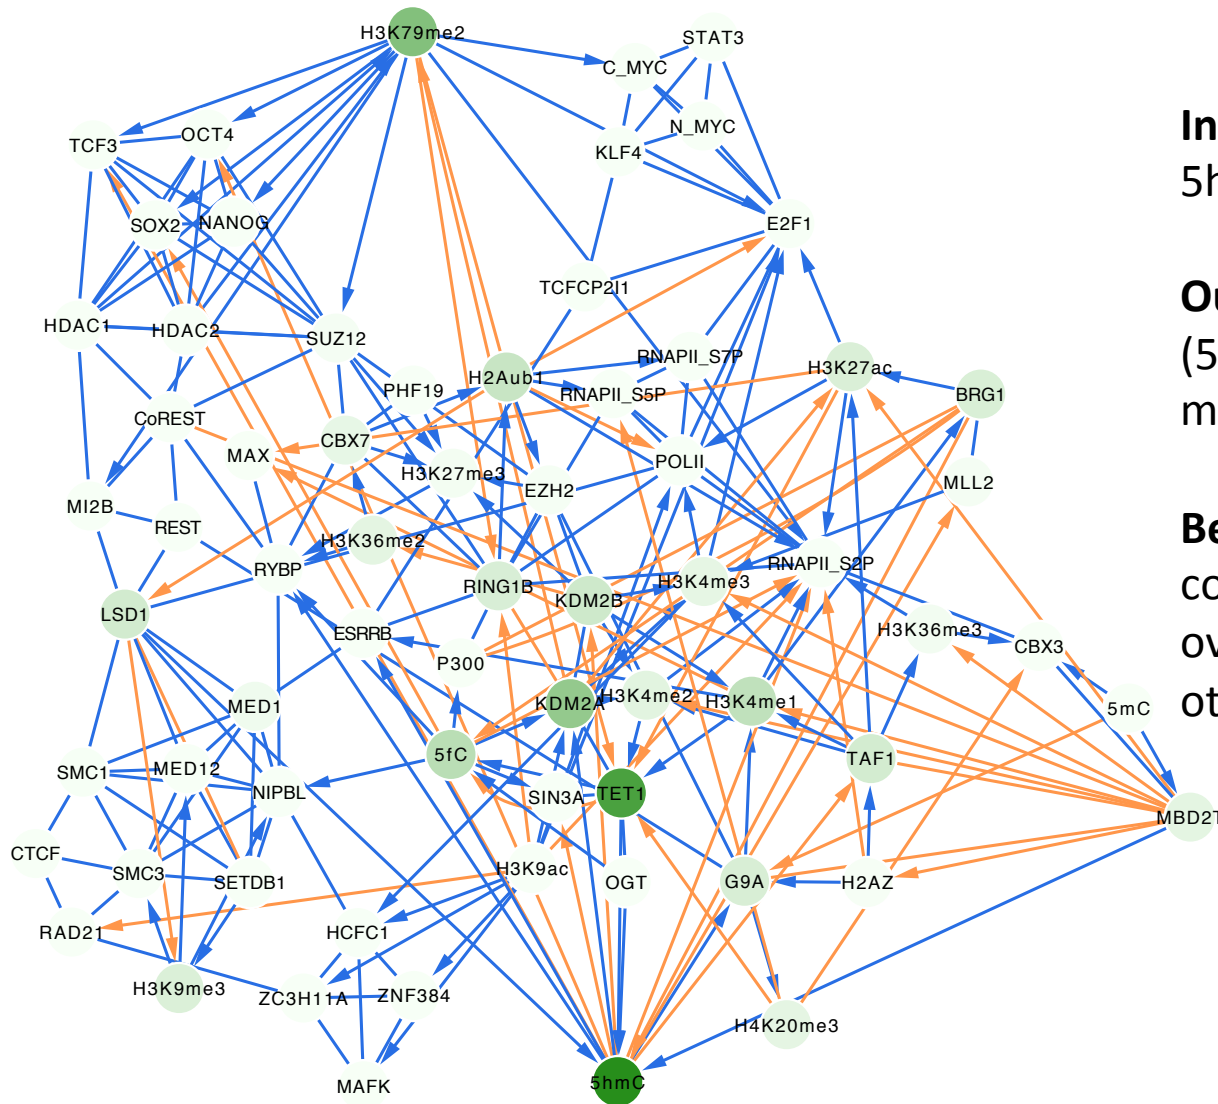 H3K79me2
STAT3
C_MYC
N_MYC
OCT4
TCF3
KLF4
SOX2
NANOG
E2F1
TCFCP2I1
HDAC1
HDAC2
SUZ12
RNAPII_S7P
H3K27ac
H2Aub1
PHF19
RNAPII_S5P
BRG1
CoREST
CBX7
MAX
H3K27me3
POLII
EZH2
MLL2
MI2B
REST
H3K36me2
RYBP
RNAPII_S2P
RING1B
KDM2B
H3K4me3
LSD1
ESRRB
H3K36me3
CBX3
P300
KDM2A
H3K4me2
H3K4me1
MED1
5mC
5fC
TAF1
SMC1
MED12
NIPBL
SIN3A
TET1
MBD2T
CTCF
SMC3
SETDB1
H3K9ac
OGT
G9A
H2AZ
RAD21
HCFC1
H3K9me3
ZC3H11A
ZNF384
H4K20me3
MAFK
5hmC
In
5h
Ou
(5
m
Be
co
ov
ot